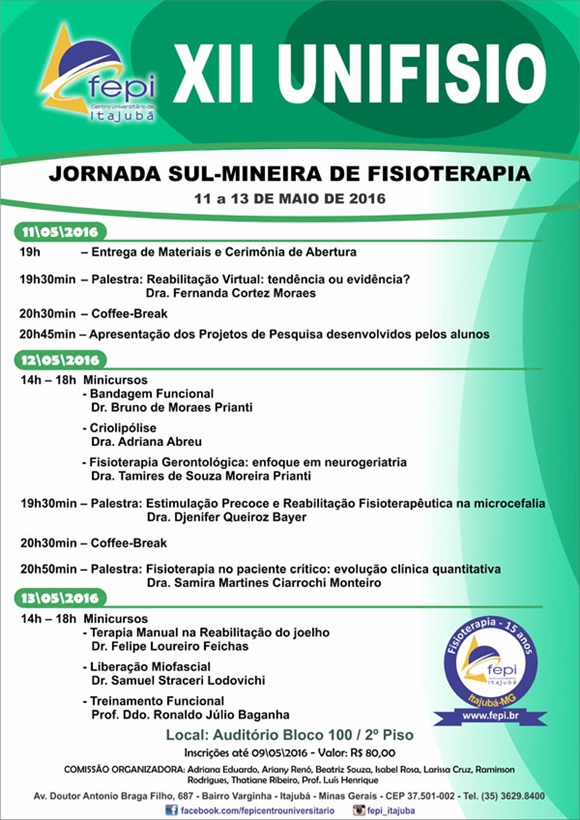 fepi
Centro Universitário de
Itajubá
XII UNIFISIO
JORNADA SUL-MINEIRA DE FISIOTERAPIA
11 a 13 DE MAIO DE 2016
11\05\2016
19h – Entrega de Materiais e Cerimônia de Abertura
19h30min – Palestra: Reabilitação Virtual: tendência ou evidência?
Dra. Fernanda Cortez Moraes
20h30min – Coffee-Break
20h45min – Apresentação dos Projetos de Pesquisa desenvolvidos pelos alunos
12\05\2016
14h – 18h Minicursos
- Bandagem Funcional
Dr. Bruno de Moraes Prianti
- Criolipólise
Dra. Adriana Abreu
- Fisioterapia Gerontológica: enfoque em neurogeriatria
Dra. Tamires de Souza Moreira Prianti
19h30min – Palestra: Estimulação Precoce e Reabilitação Fisioterapêutica na microcefalia
Dra. Djenifer Queiroz Bayer
20h30min – Coffee-Break
20h50min – Palestra: Fisioterapia no paciente crítico: evolução clínica quantitativa
Dra. Samira Martines Ciarrochi Monteiro
13\05\2016
14h – 18h Minicursos
- Terapia Manual na Reabilitação do joelho
Dr. Felipe Loureiro Feichas
- Liberação Miofascial
Dr. Samuel Straceri Lodovichi
- Treinamento Funcional
Prof. Ddo. Ronaldo Júlio Baganha
Fisioterapia - 15 anos
fepi
Itajubá
Itajubá-MG
www.fepi.br
Local: Auditório Bloco 100 / 2º Piso
Inscrições até 09\05\2016 - Valor: R$ 80,00
COMISSÃO ORGANIZADORA: Adriana Eduardo, Ariany Renó, Beatriz Souza, Isabel Rosa, Larissa Cruz, Raminson
Rodrigues, Thatiane Ribeiro, Prof. Luís Henrique
Av. Doutor Antonio Braga Filho, 687 - Bairro Varginha - Itajubá - Minas Gerais - CEP 37.501-002 - Tel. (35) 3629.8400
facebook.com/fepicentrouniversitario fepi_itajuba